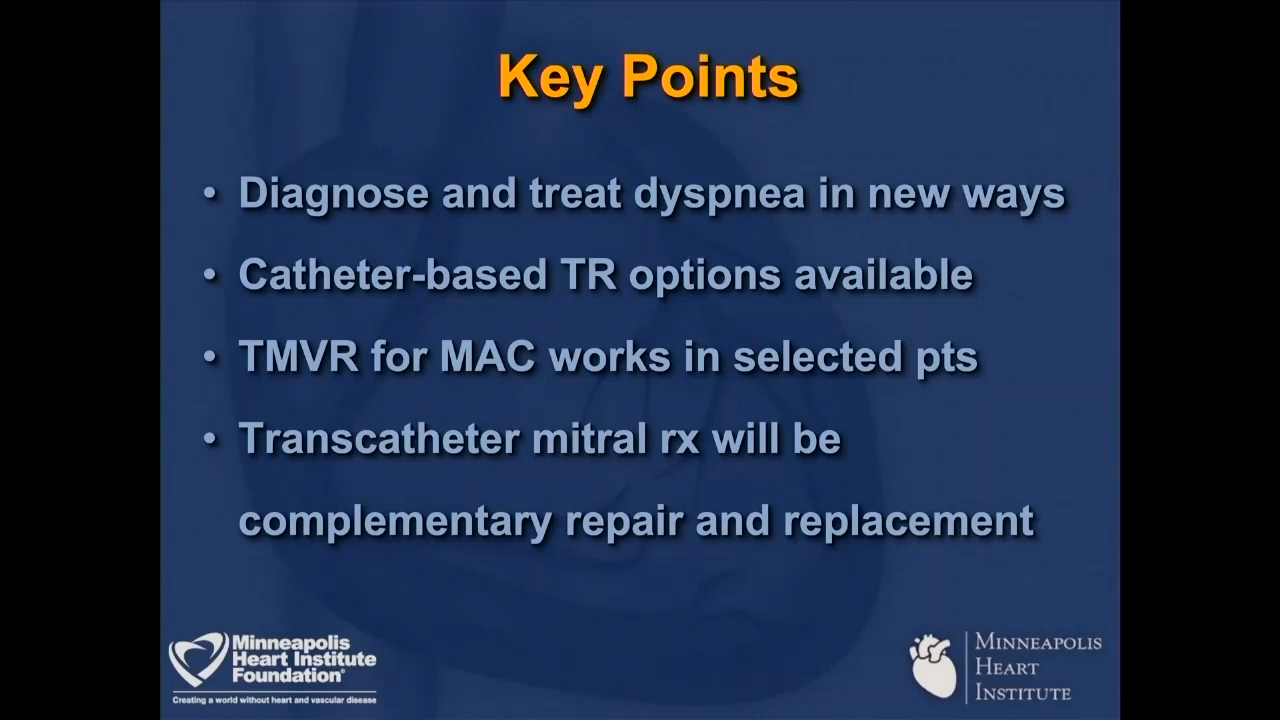 Key Points
• Diagnose and treat dyspnea in new ways
• Catheter-based TR options available
• TMVR for MAC works in selected pts
• Transcatheter mitral rx will be
complementary repair and replacement
Minneapolis
Heart Institute
Foundation®
Creating a world without heart and vascular disease
MINNEAPOLIS
HEART
INSTITUTE